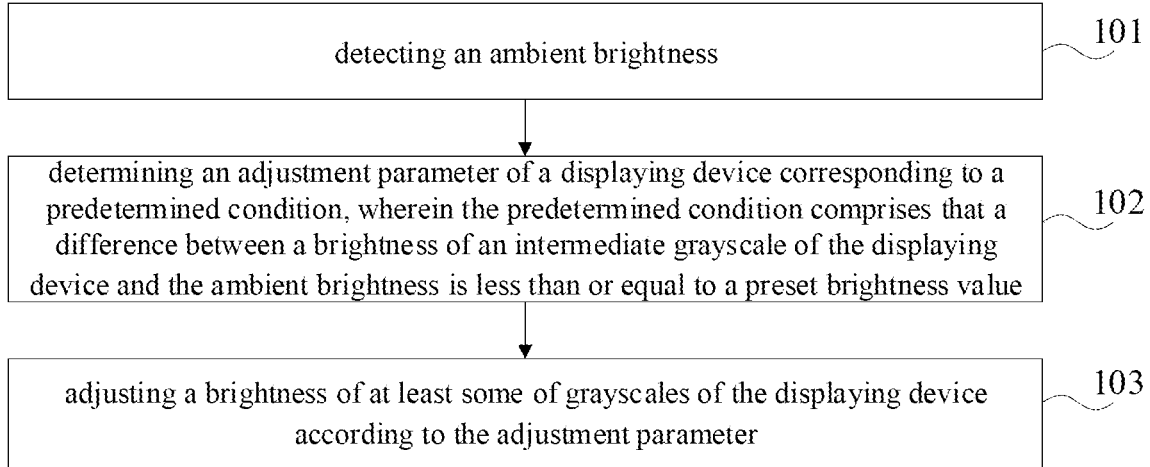 detecting an ambient brightness
101
determining an adjustment parameter of a displaying device corresponding to a
predetermined condition, wherein the predetermined condition comprises that a
difference between a brightness of an intermediate grayscale of the displaying
device and the ambient brightness is less than or equal to a preset brightness value
102
adjusting a brightness of at least some of grayscales of the displaying device
according to the adjustment parameter
103